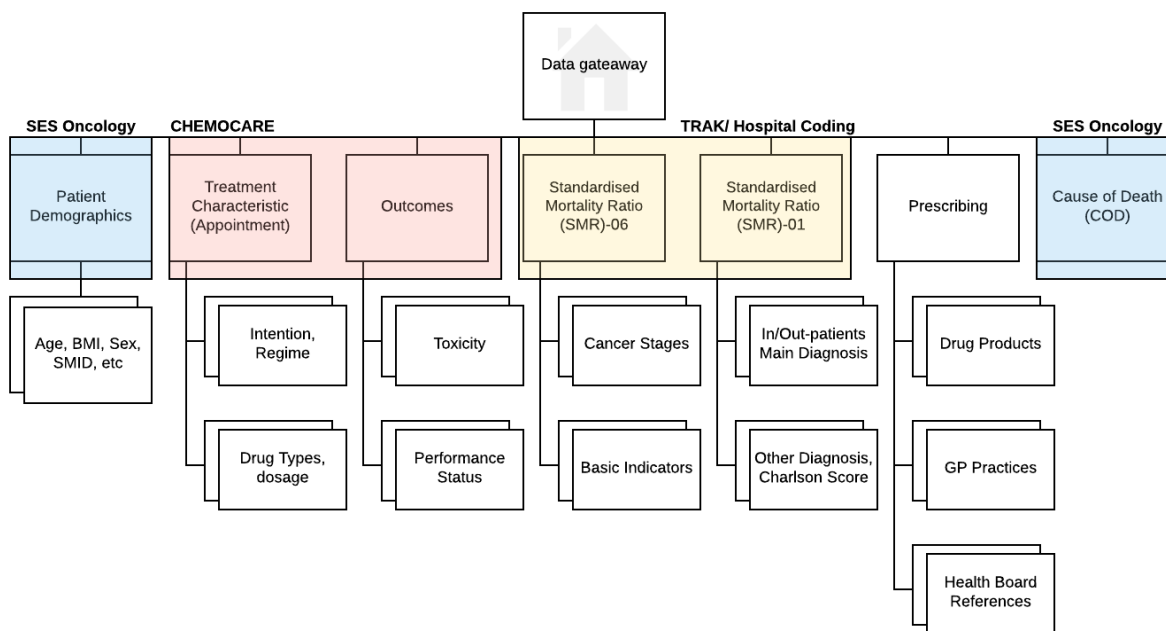 Data gateaway
SES Oncology
CHEMOCARE
TRAK/ Hospital Coding
SES Oncology
Patient
Demographics
Treatment
Characteristic
(Appointment)
Outcomes
Standardised
Mortality Ratio
(SMR)-06
Standardised
Mortality Ratio
(SMR)-01
Prescribing
Cause of Death
(COD)
Age, BMI, Sex,
SMID, etc
Intention,
Regime
Toxicity
Cancer Stages
In/Out-patients
Main Diagnosis
Drug Products
Drug Types,
dosage
Performance
Status
Basic Indicators
Other Diagnosis,
Charlson Score
GP Practices
Health Board
References